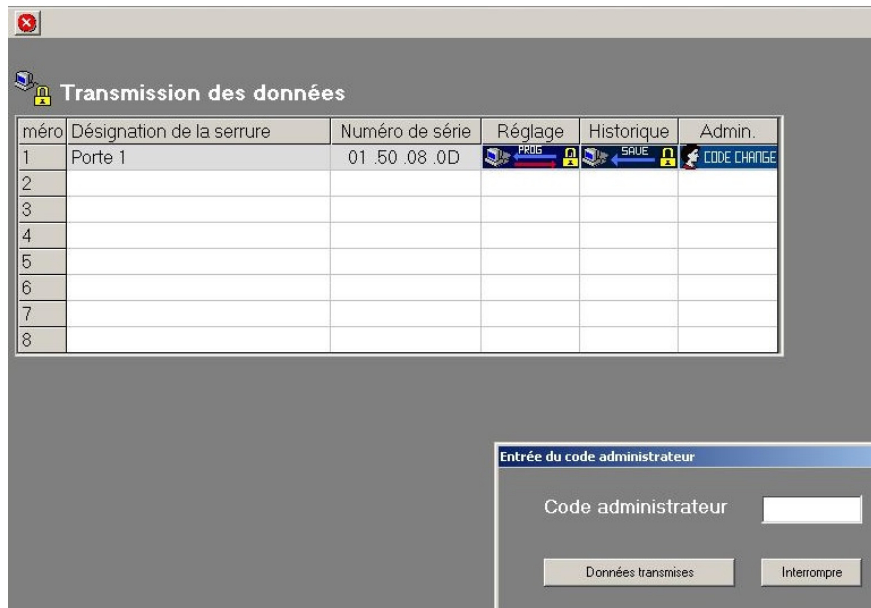 Transmission des données
méro Désignation de la serrure Numéro de série Réglage Historique Admin.
1 Porte 1 01 .50 .08 .0D PROG SAVE CODE CHANGE
2
3
4
5
6
7
8
Entrée du code administrateur
Code administrateur
Données transmises Interrompre